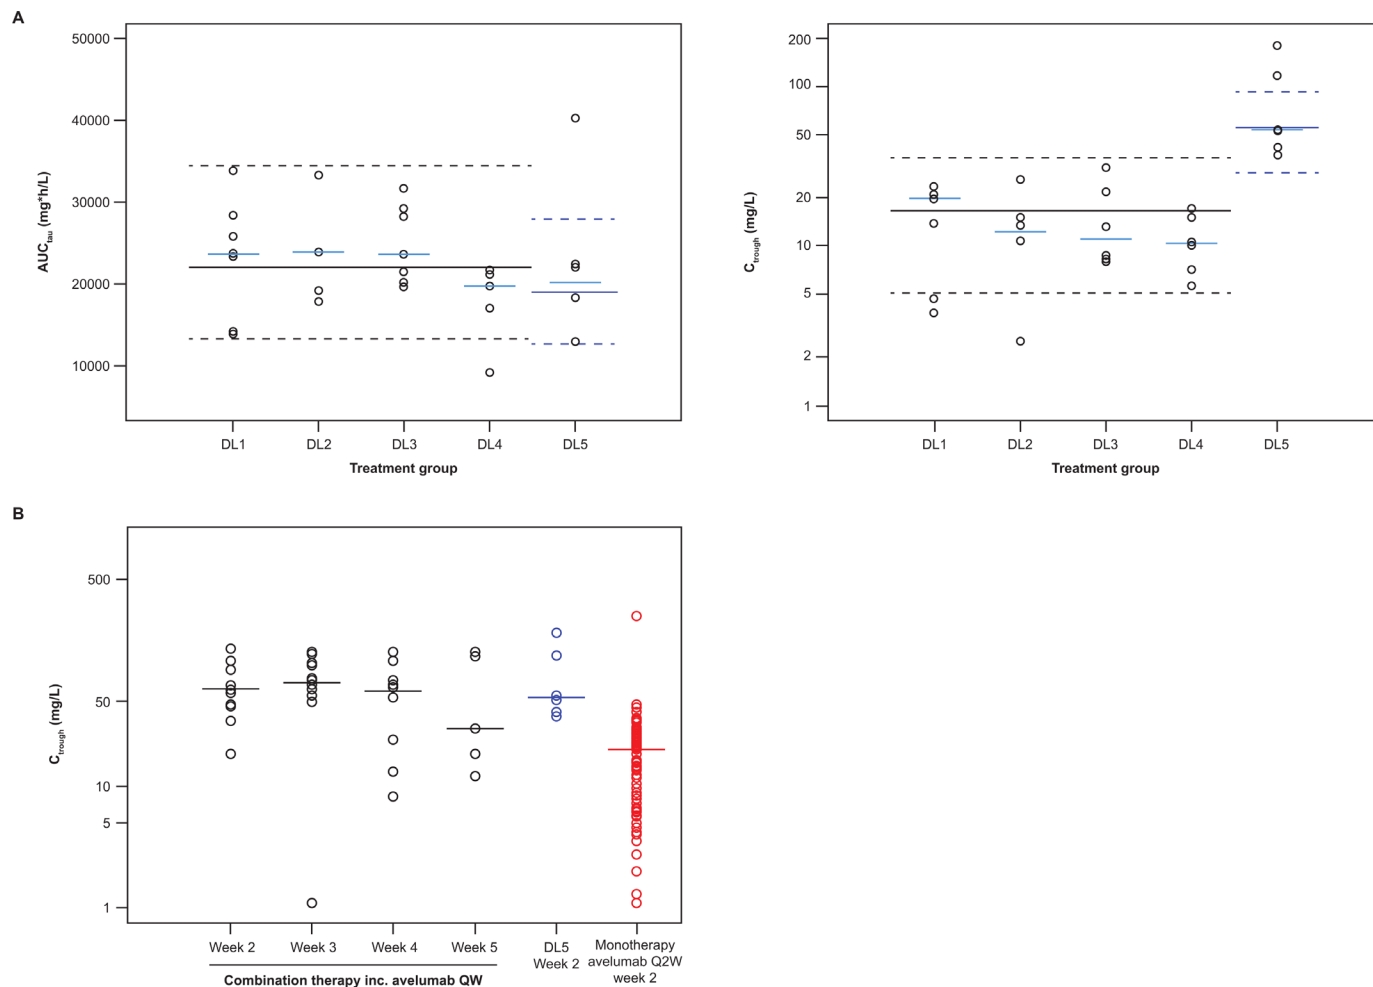 A
50000
40000
30000
20000
10000
AUCtau (mg*h/L)
DL1 DL2 DL3 DL4 DL5
Treatment group
200
100
50
20
10
5
2
1
Ctrough (mg/L)
DL1 DL2 DL3 DL4 DL5
Treatment group
B
500
50
10
5
1
Ctrough (mg/L)
Week 2 Week 3 Week 4 Week 5
Combination therapy inc. avelumab QW
DL5
Week 2
Monotherapy
avelumab Q2W
week 2